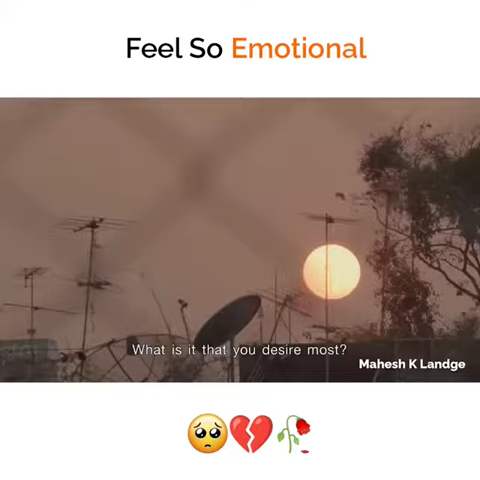 Feel So Emotional
What is it that you desire most?
Mahesh K Landge